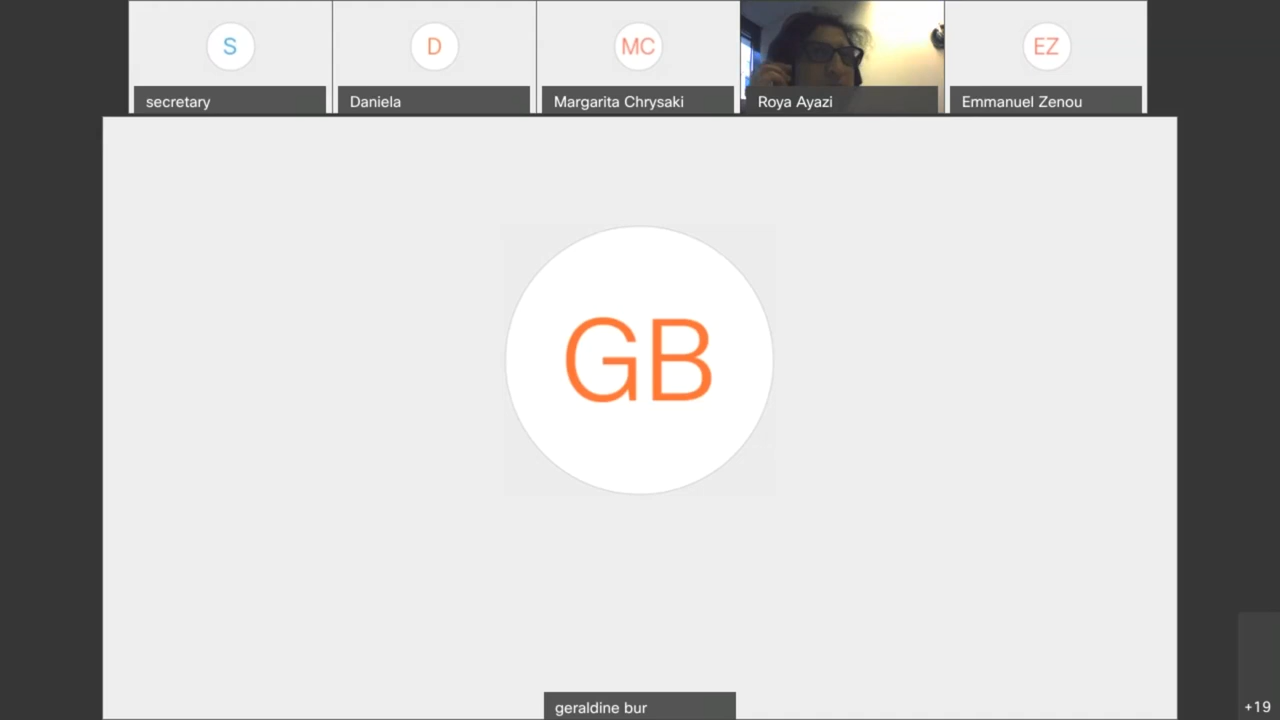 S
D
MC
EZ
secretary
Daniela
Margarita Chrysaki
Roya Ayazi
Emmanuel Zenou
GB
geraldine bur
+19